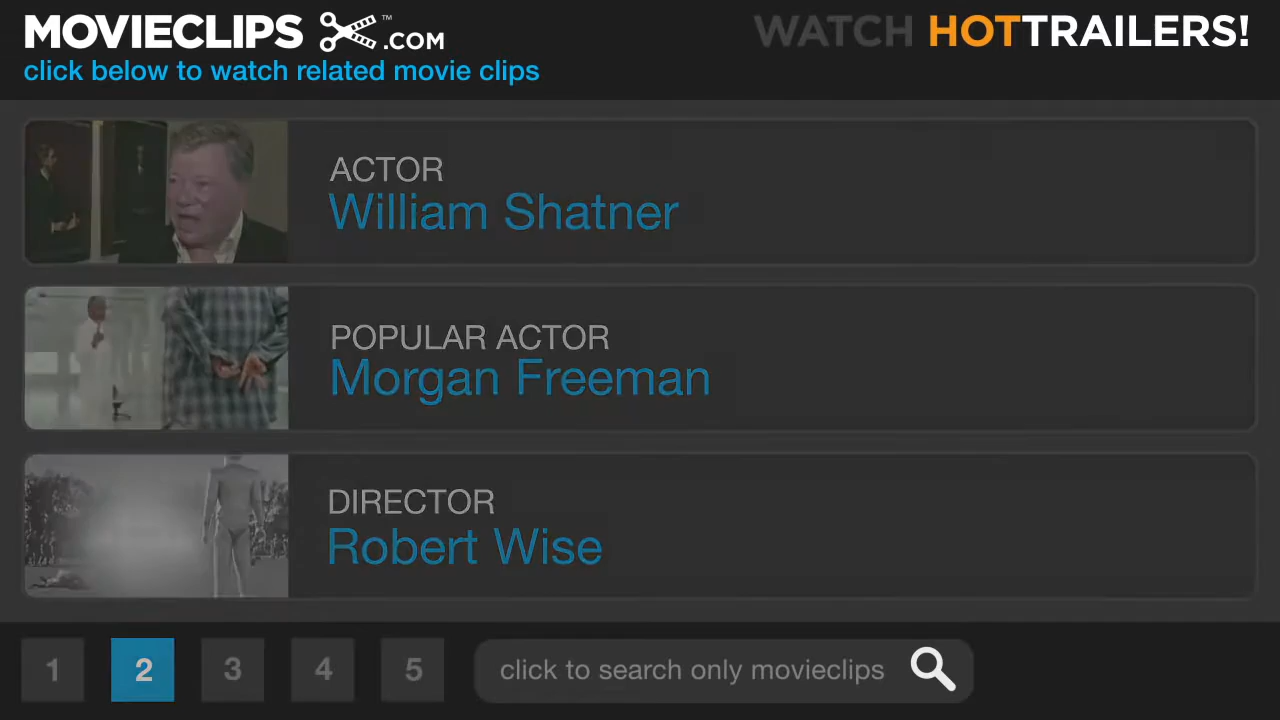 MOVIECLIPS ™ .COM
WATCH HOTTRAILERS!
click below to watch related movie clips
ACTOR
William Shatner
POPULAR ACTOR
Morgan Freeman
DIRECTOR
Robert Wise
1 2 3 4 5 click to search only movieclips